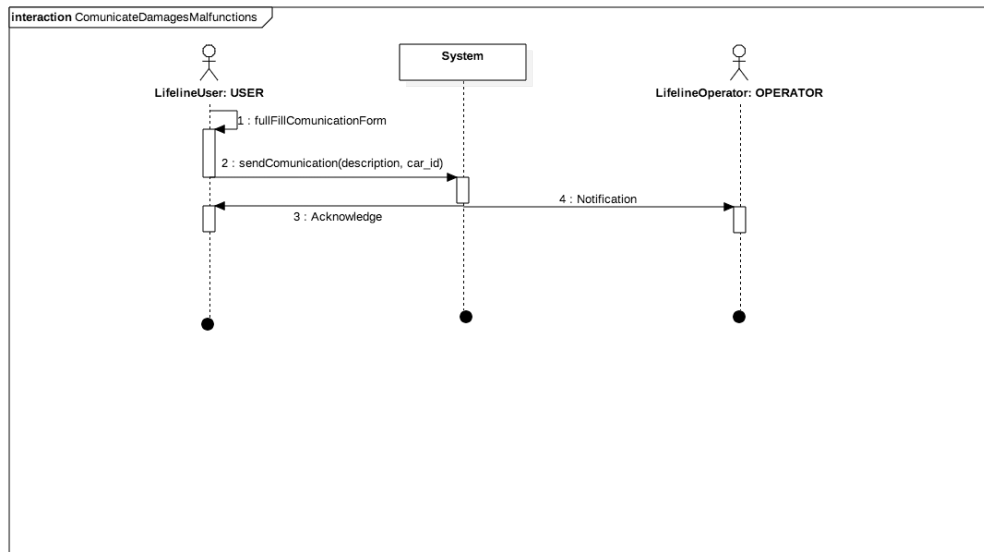 interaction ComunicateDamagesMalfunctions
System
LifelineUser: USER
LifelineOperator: OPERATOR
1 : fullFillComunicationForm
2 : sendComunication(description, car_id)
4 : Notification
3 : Acknowledge